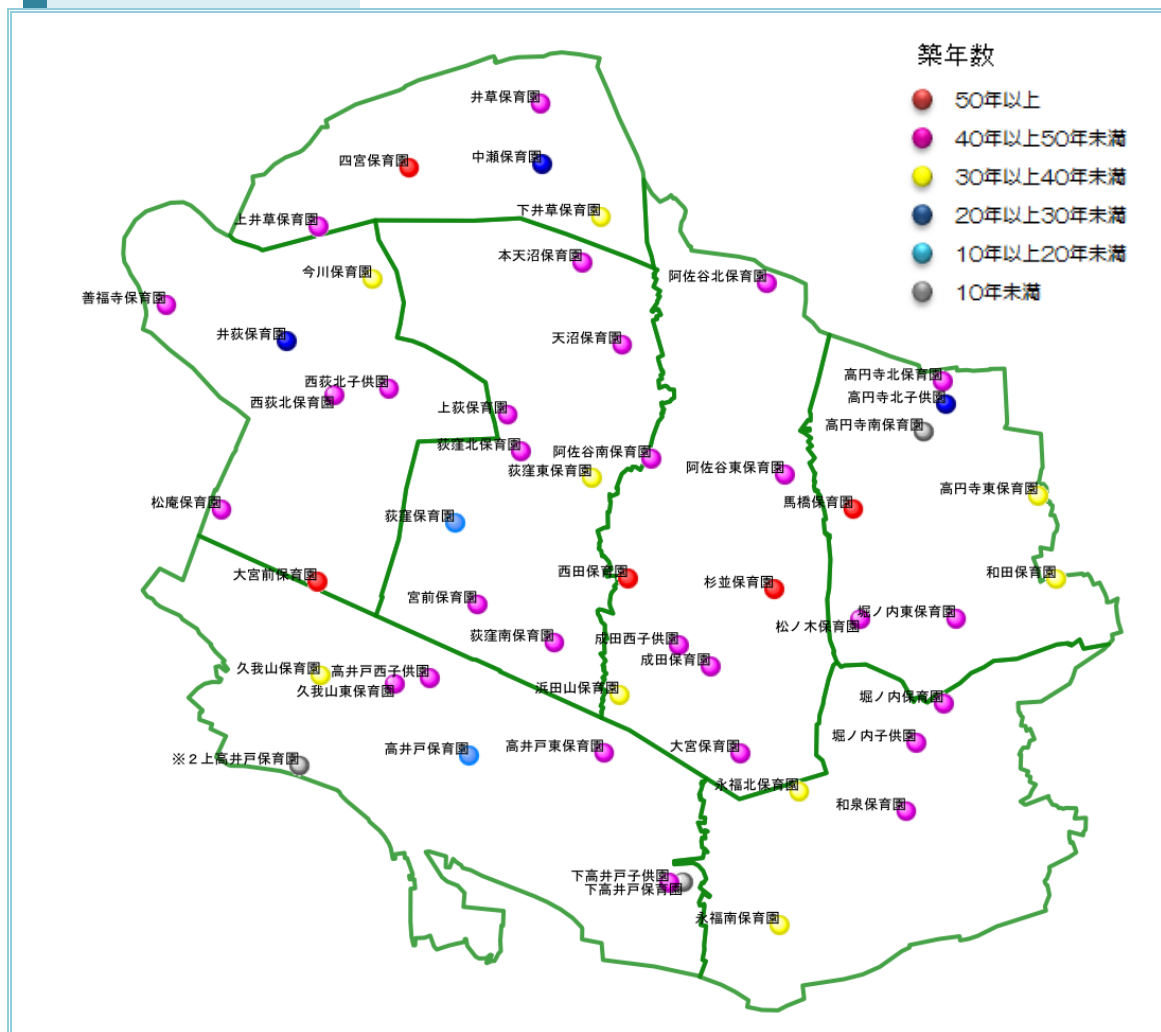 築年数
50年以上
40年以上50年未満
30年以上40年未満
20年以上30年未満
10年以上20年未満
10年未満
井草保育園
四宮保育園
中瀬保育園
下井草保育園
上井草保育園
本天沼保育園
今川保育園
阿佐谷北保育園
善福寺保育園
井荻保育園
天沼保育園
西荻北子供園
西荻北保育園
高円寺北保育園
高円寺北子供園
高円寺南保育園
上荻保育園
荻窪北保育園
阿佐谷南保育園
荻窪東保育園
阿佐谷東保育園
馬橋保育園
高円寺東保育園
松庵保育園
荻窪保育園
大宮前保育園
西田保育園
杉並保育園
和田保育園
宮前保育園
松ノ木保育園
堀ノ内東保育園
荻窪南保育園
成田西子供園
成田保育園
久我山保育園
高井戸西子供園
久我山東保育園
浜田山保育園
堀ノ内保育園
堀ノ内子供園
※2上高井戸保育園
高井戸保育園
高井戸東保育園
大宮保育園
永福北保育園
和泉保育園
下高井戸子供園
下高井戸保育園
永福南保育園